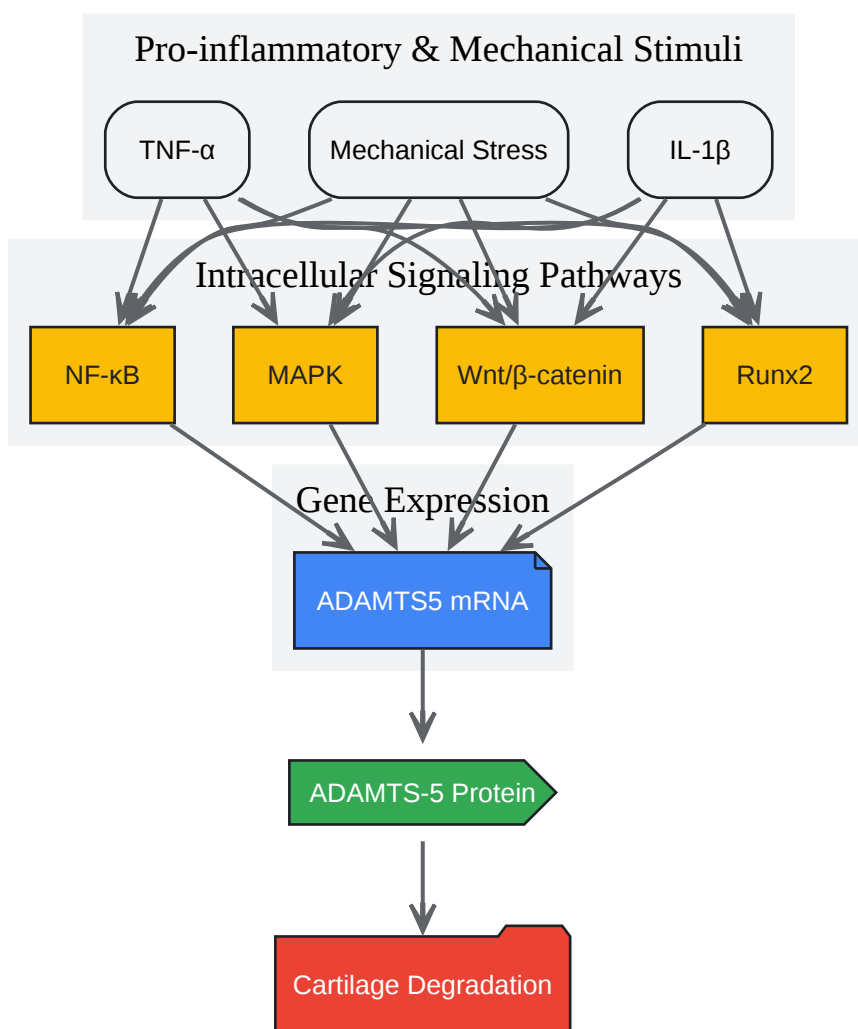 Pro-inflammatory & Mechanical Stimuli
TNF-α
Mechanical Stress
IL-1β
Intracellular Signaling Pathways
NF-κB
MAPK
Wnt/β-catenin
Runx2
Gene Expression
ADAMTS5 mRNA
ADAMTS-5 Protein
Cartilage Degradation